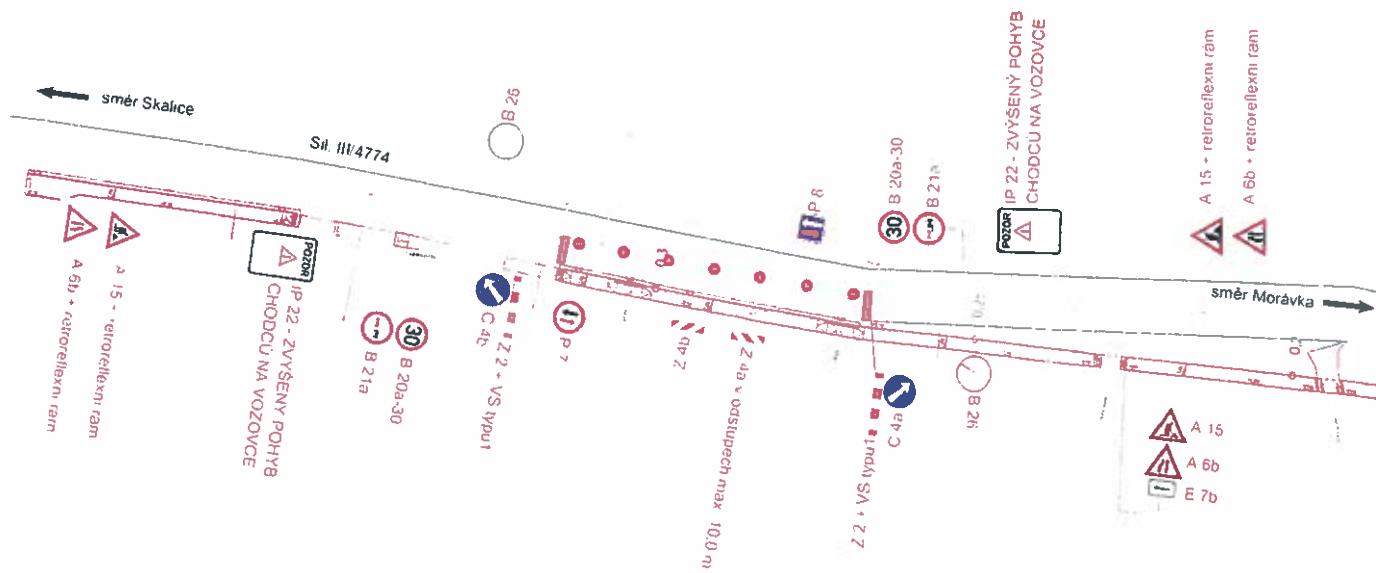 směr Skalice
Sil. III/4774
B 26
P 8
30
B 20a-30
B 21a
POZOR
IP 22 - ZVÝŠENÝ POHYB
CHODCŮ NA VOZOVCE
A 15 + retroreflexní rám
A 6b + retroreflexní rám
směr Morávka
A 6b + retroreflexní rám
A 15 - retroreflexní rám
POZOR
IP 22 - ZVÝŠENÝ POHYB
CHODCŮ NA VOZOVCE
B 21a
30
B 20a-30
C 4b
Z 2 + VS typu1
P 7
Z 4a
Z 4a v odstupech max 10,0 m
Z 2 + VS typu1
C 4a
B 26
A 15
A 6b
E 7b